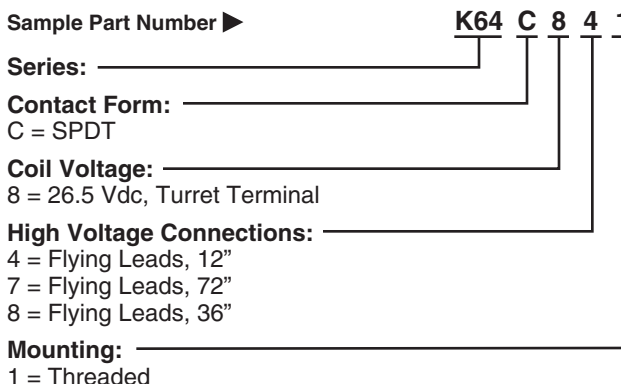 Sample Part Number ▶ K64 C 8 4 1
Series:
Contact Form:
C = SPDT
Coil Voltage:
8 = 26.5 Vdc, Turret Terminal
High Voltage Connections:
4 = Flying Leads, 12”
7 = Flying Leads, 72”
8 = Flying Leads, 36”
Mounting:
1 = Threaded